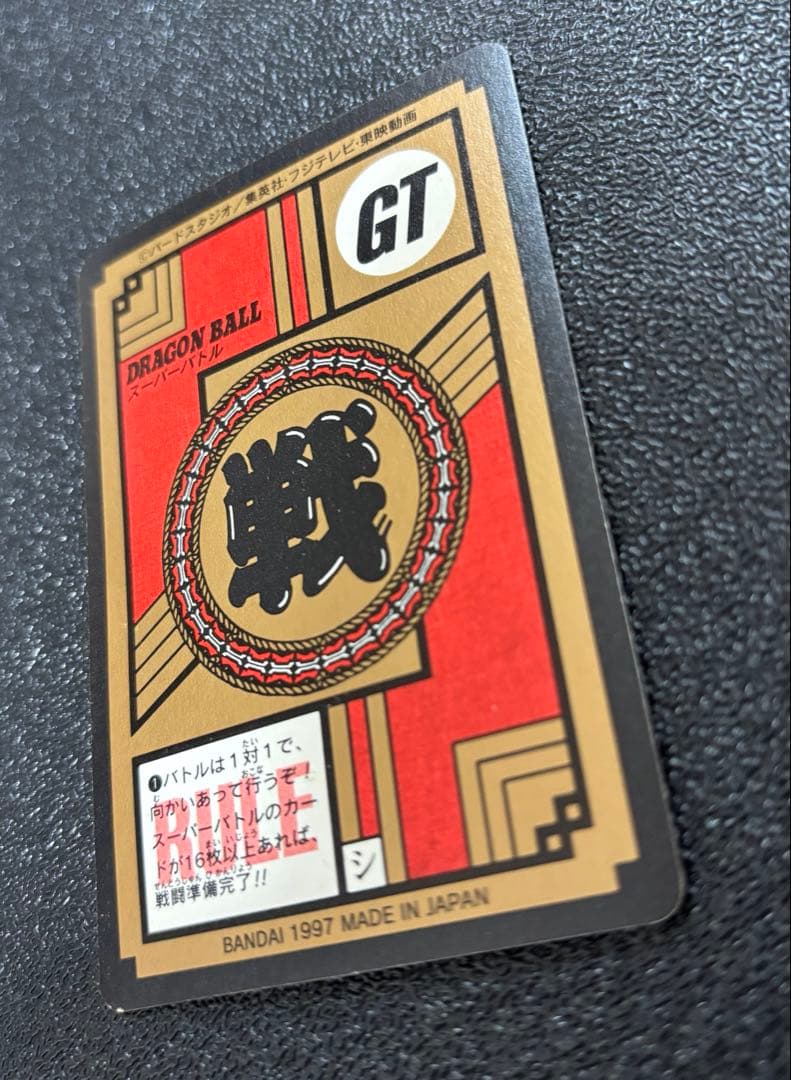 ©バードスタジオ／集英社・フジテレビ・東映動画
GT
DRAGON BALL
スーパーバトル
戦
RULE
❶バトルは1対1で、
向かいあって行うぞ!
スーパーバトルのカー
ドが16枚以上あれば、
戦闘準備完了!!
シ
BANDAI 1997 MADE IN JAPAN